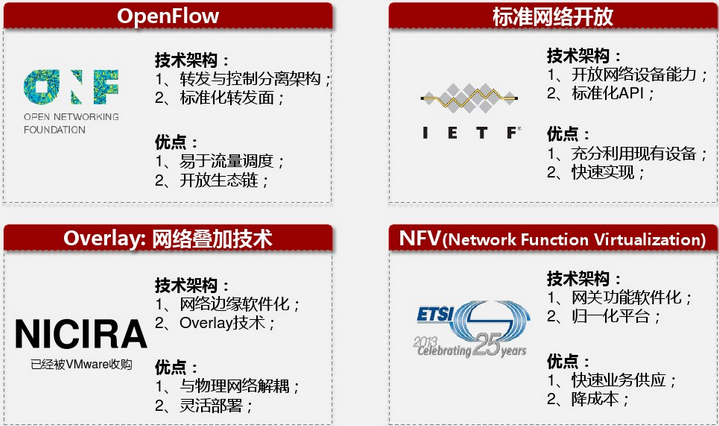 OpenFlow
ONF
OPEN NETWORKING
FOUNDATION
技术架构：
1、转发与控制分离架构；
2、标准化转发面；
优点：
1、易于流量调度；
2、开放生态链；
标准网络开放
IETF®
技术架构：
1、开放网络设备能力；
2、标准化API；
优点：
1、充分利用现有设备；
2、快速实现；
Overlay: 网络叠加技术
NICIRA
已经被VMware收购
技术架构：
1、网络边缘软件化；
2、Overlay技术；
优点：
1、与物理网络解耦；
2、灵活部署；
NFV(Network Function Virtualization)
ETSI
2013
Celebrating 25 years
技术架构：
1、网关功能软件化；
2、归一化平台；
优点：
1、快速业务供应；
2、降成本；